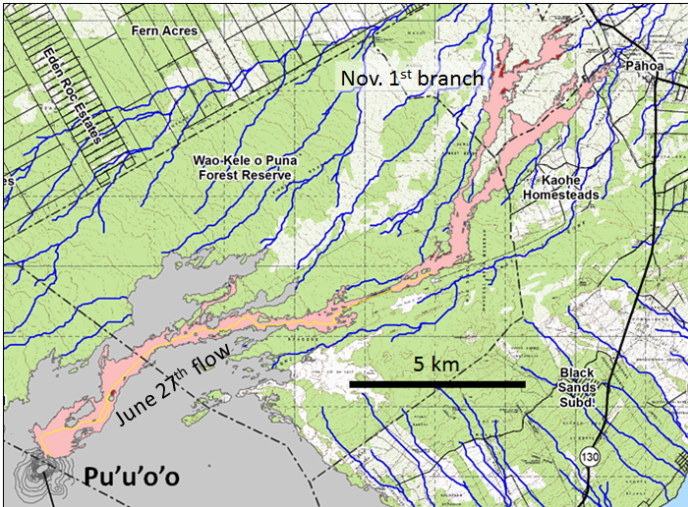 Fern Acres
Eden Roc Estates
Nov. 1st branch
Pāhoa
Wao Kele o Puna
Forest Reserve
Kaohe
Homesteads
June 27th flow
5 km
Black
Sands
Subd.
130
Pu'u'o'o